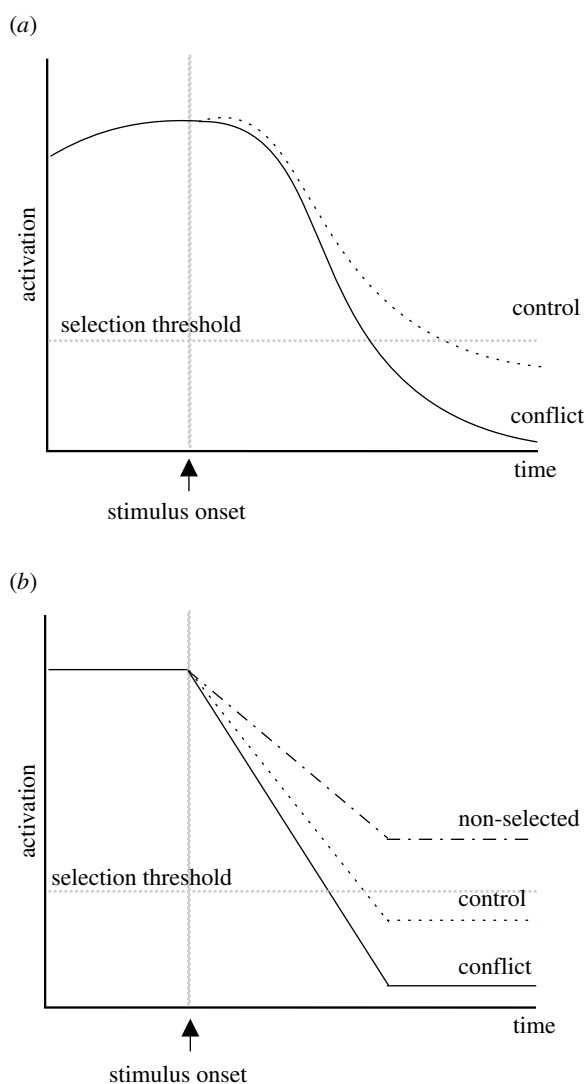 (a)
activation
selection threshold
control
conflict
time
stimulus onset
(b)
activation
non-selected
selection threshold
control
conflict
time
stimulus onset